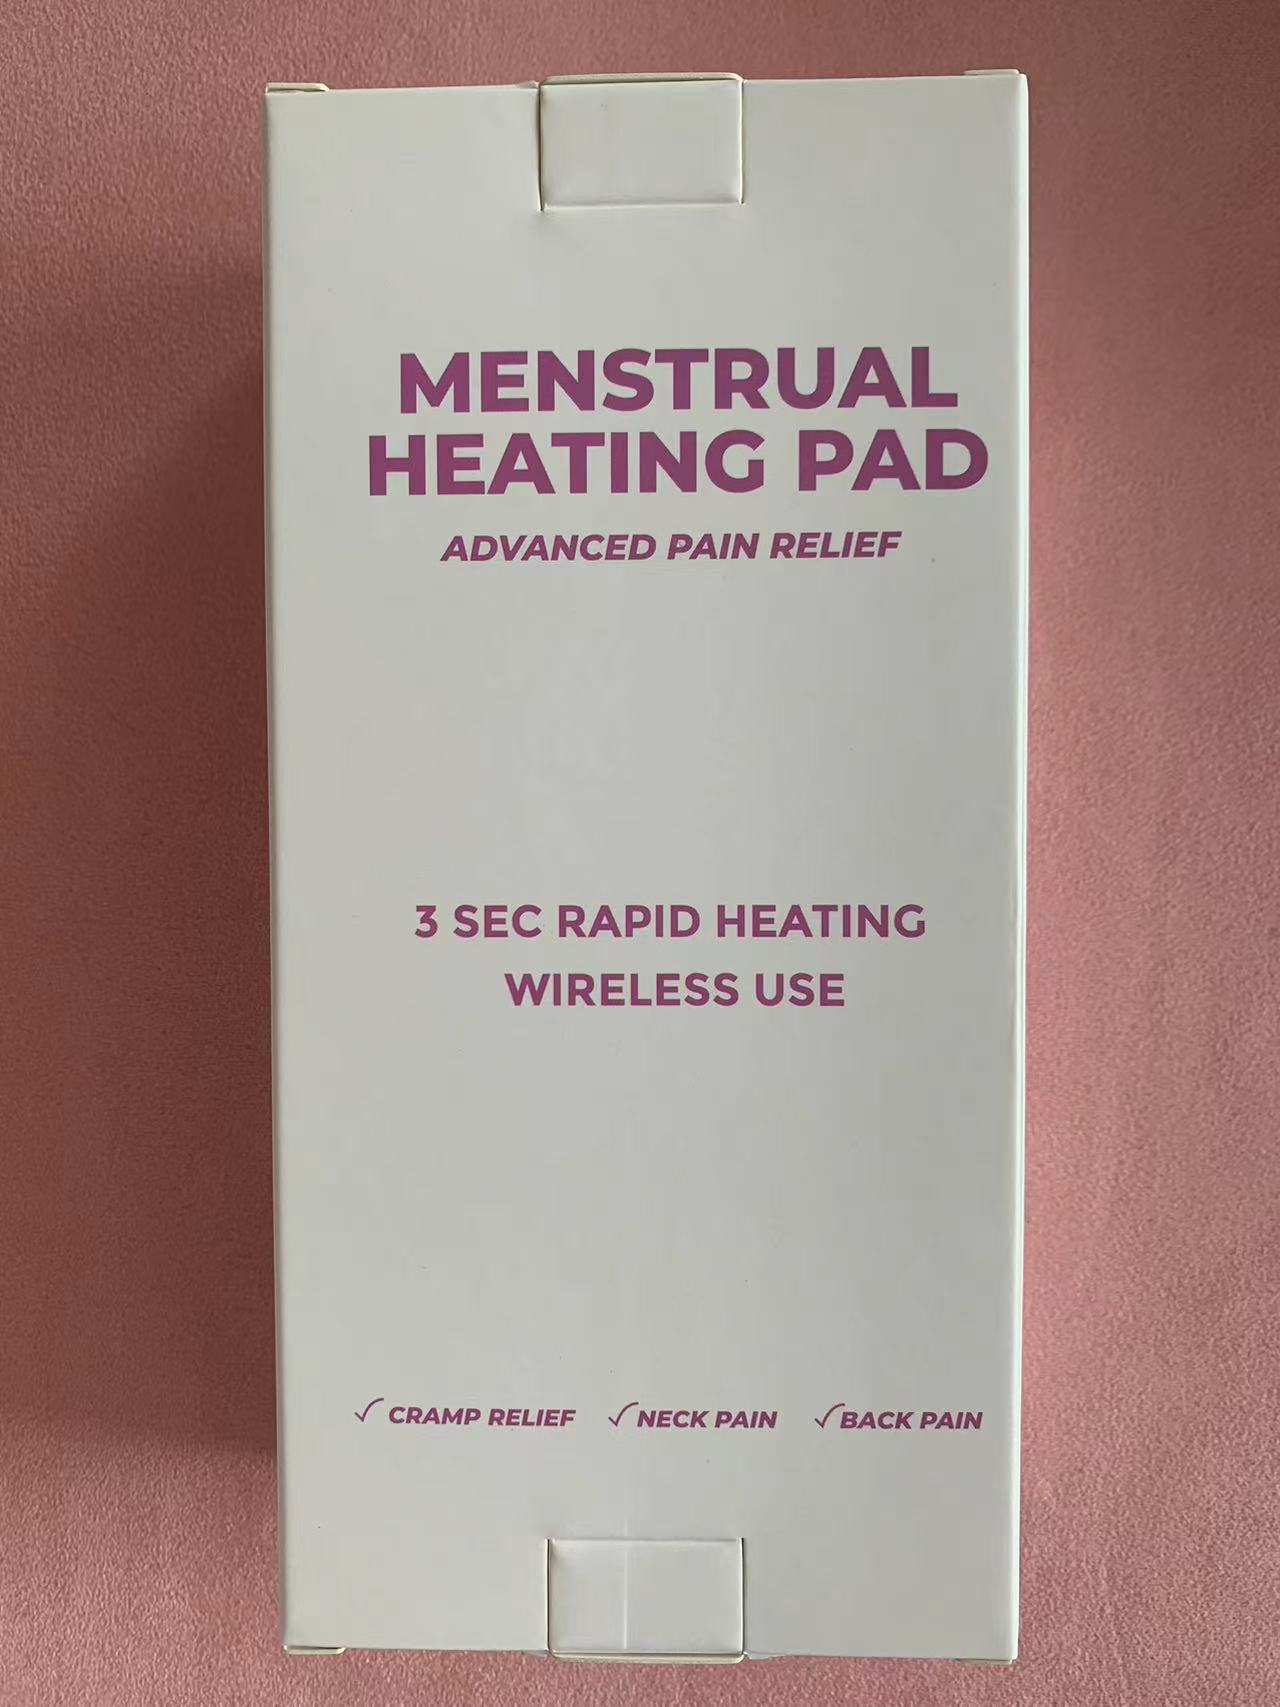 MENSTRUAL
HEATING PAD
ADVANCED PAIN RELIEF
3 SEC RAPID HEATING
WIRELESS USE
✓ CRAMP RELIEF ✓ NECK PAIN ✓ BACK PAIN